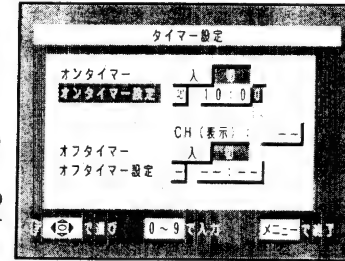 タイマー設定
オンタイマー 入 切
オンタイマー設定 10:00
CH(表示): --
オフタイマー 入 切
オフタイマー設定 - --:--
で選び 0~9で入力 メニューで終了